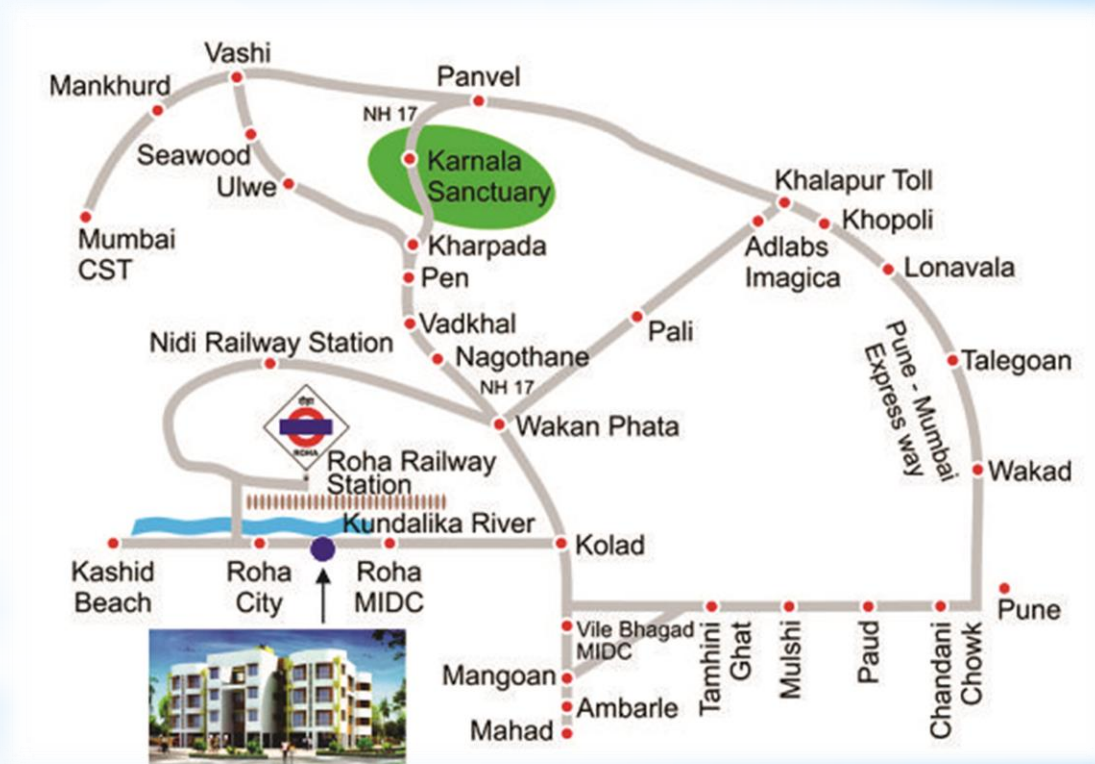 Vashi
Mankhurd
Panvel
NH 17
Seawood
Karnala
Sanctuary
Ulwe
Khalapur Toll
Khopoli
Mumbai
CST
Kharpada
Adlabs
Imagica
Pen
Lonavala
Vadkhal
Pali
Nidi Railway Station
Nagothane
Talegoan
Pune - Mumbai
Express way
NH 17
रोहा
ROHA
Wakan Phata
Roha Railway
Station
Wakad
Kundalika River
Kolad
Kashid
Beach
Roha
City
Roha
MIDC
Pune
Vile Bhagad
MIDC
Tamhini
Ghat
Mulshi
Paud
Chandani
Chowk
Mangoan
Ambarle
Mahad